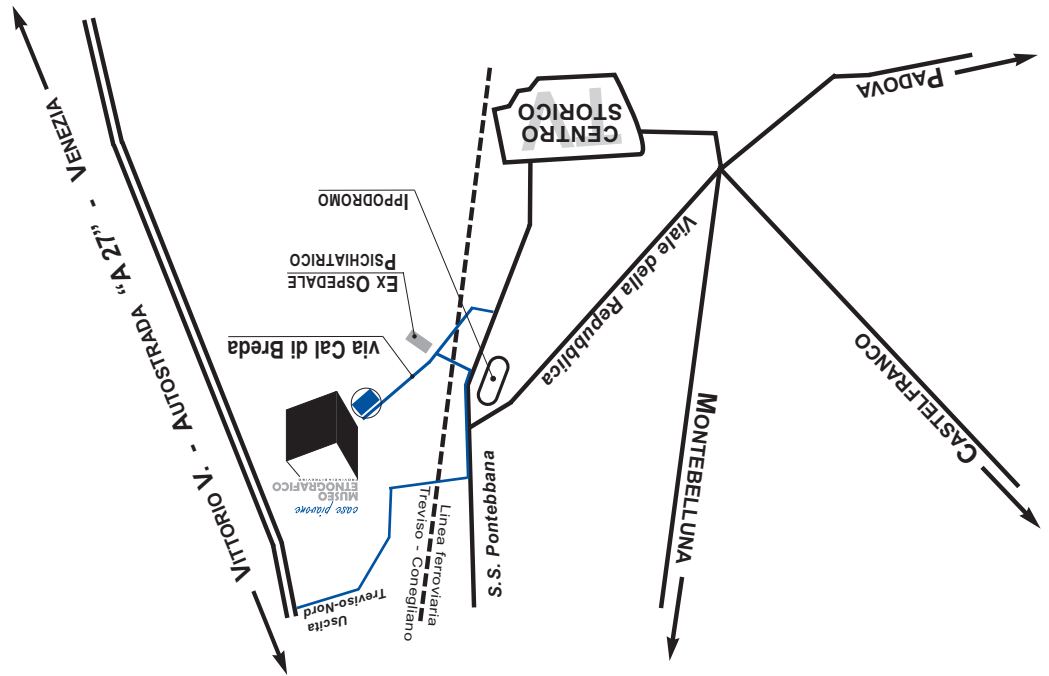 Uscita
Treviso-Nord
Linea ferroviaria
Treviso - Conegliano
S.S. Pontebbana
VITTORIO V. - AUTOSTRADA “A 27” - VENEZIA
case piavone
MUSEO
ETNOGRAFICO
MONTEBELLUNA
CASTELFRANCO
via Cal di Breda
Viale della Repubblica
EX OSPEDALE
PSICHIATRICO
IPPODROMO
TV
CENTRO
STORICO
PADOVA